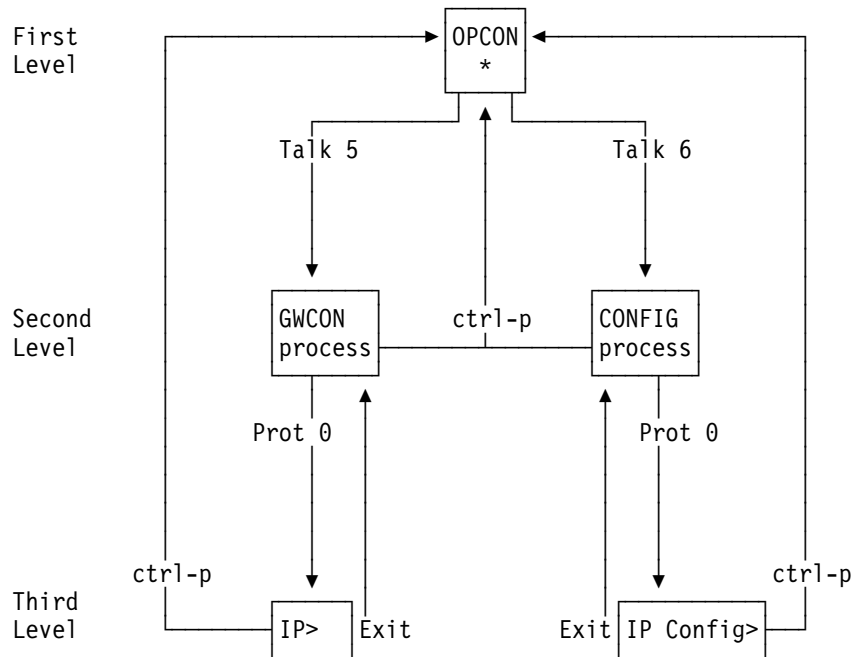 First
Level
OPCON
*
Talk 5
Talk 6
Second
Level
GWCON
process
ctrl-p
CONFIG
process
Prot 0
Prot 0
ctrl-p
ctrl-p
Third
Level
IP>
Exit
Exit
IP Config>